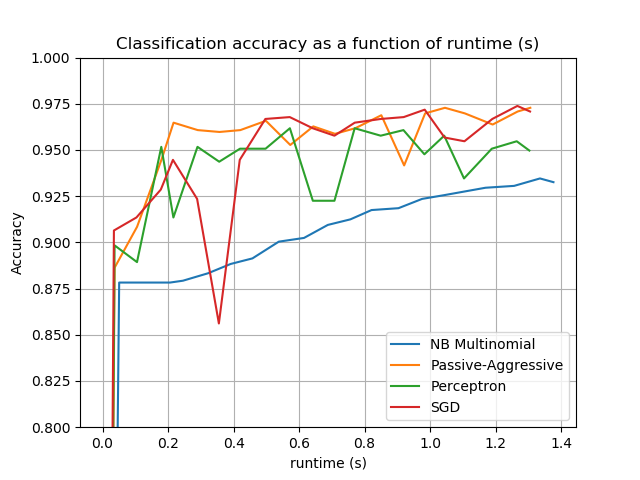 Classification accuracy as a function of runtime (s)
1.000
0.975
0.950
0.925
0.900
0.875
0.850
0.825
0.800
Accuracy
NB Multinomial
Passive-Aggressive
Perceptron
SGD
0.0 0.2 0.4 0.6 0.8 1.0 1.2 1.4
runtime (s)